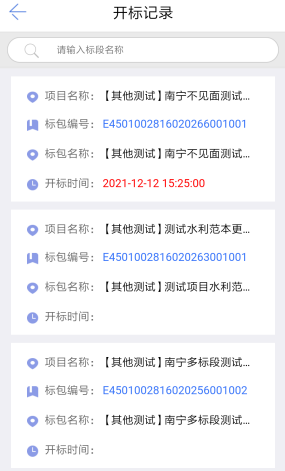 开标记录
请输入标段名称
项目名称：【其他测试】南宁不见面测试...
标包编号：E4501002816020266001001
标包名称：【其他测试】南宁不见面测试...
开标时间：2021-12-12 15:25:00
项目名称：【其他测试】测试水利范本更...
标包编号：E4501002816020263001001
标包名称：【其他测试】测试项目水利范...
开标时间：
项目名称：【其他测试】南宁多标段测试...
标包编号：E4501002816020256001002
标包名称：【其他测试】南宁多标段测试...
开标时间：